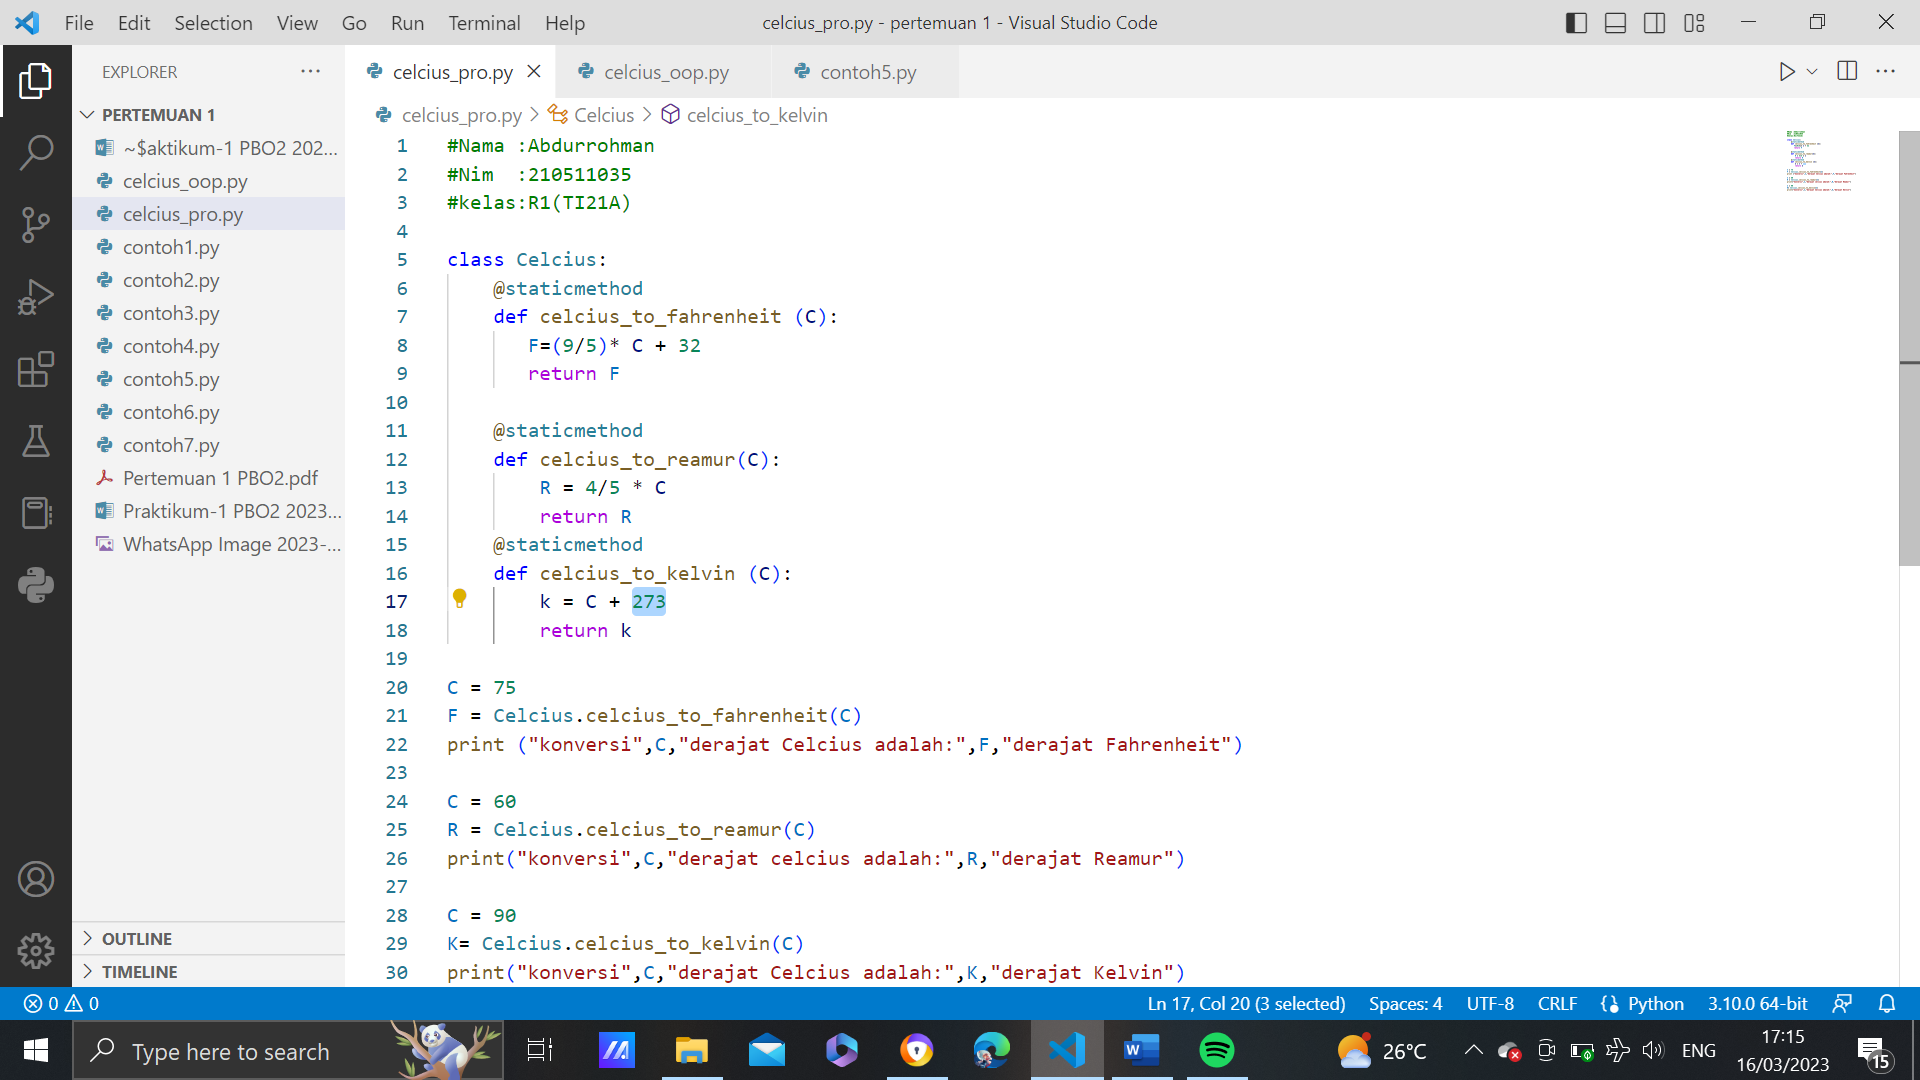 File Edit Selection View Go Run Terminal Help
celcius_pro.py - pertemuan 1 - Visual Studio Code
EXPLORER
PERTEMUAN 1
~$aktikum-1 PBO2 202...
celcius_oop.py
celcius_pro.py
contoh1.py
contoh2.py
contoh3.py
contoh4.py
contoh5.py
contoh6.py
contoh7.py
Pertemuan 1 PBO2.pdf
Praktikum-1 PBO2 2023...
WhatsApp Image 2023-...
OUTLINE
TIMELINE
celcius_pro.py celcius_oop.py contoh5.py
celcius_pro.py > Celcius > celcius_to_kelvin
1 #Nama :Abdurrohman
2 #Nim  :210511035
3 #kelas:R1(TI21A)
4
5 class Celcius:
6     @staticmethod
7     def celcius_to_fahrenheit (C):
8        F=(9/5)* C + 32
9        return F
10
11     @staticmethod
12     def celcius_to_reamur(C):
13         R = 4/5 * C
14         return R
15     @staticmethod
16     def celcius_to_kelvin (C):
17         k = C + 273
18         return k
19
20 C = 75
21 F = Celcius.celcius_to_fahrenheit(C)
22 print ("konversi",C,"derajat Celcius adalah:",F,"derajat Fahrenheit")
23
24 C = 60
25 R = Celcius.celcius_to_reamur(C)
26 print("konversi",C,"derajat celcius adalah:",R,"derajat Reamur")
27
28 C = 90
29 K= Celcius.celcius_to_kelvin(C)
30 print("konversi",C,"derajat Celcius adalah:",K,"derajat Kelvin")
0 0 Ln 17, Col 20 (3 selected) Spaces: 4 UTF-8 CRLF Python 3.10.0 64-bit
Type here to search
26°C
ENG
17:15
16/03/2023
15